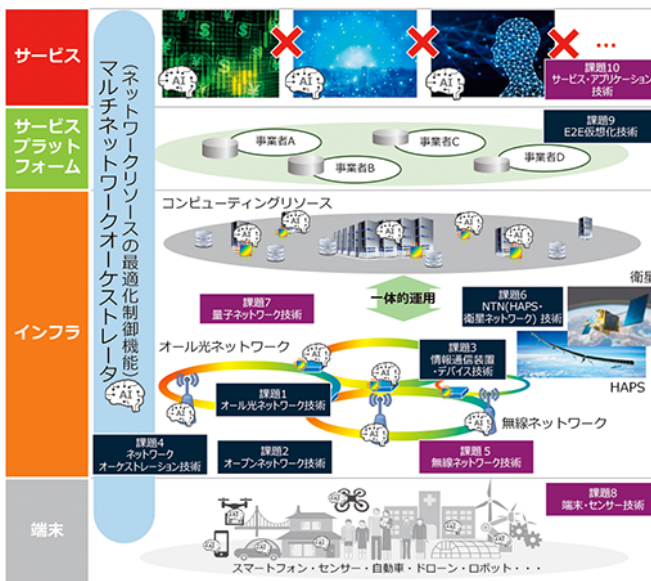 サービス
(ネットワークリソースの最適化制御機能)
マルチネットワークオーケストレータ
AI
AI
AI
AI
…
課題10
サービス・アプリケーション
技術
サービス
プラット
フォーム
事業者A
事業者B
事業者C
事業者D
課題9
E2E仮想化技術
インフラ
コンピューティングリソース
AI
AI
AI
AI
一体的運用
課題7
量子ネットワーク技術
課題6
NTN(HAPS・
衛星ネットワーク) 技術
衛星
HAPS
オール光ネットワーク
課題3
情報通信装置
・デバイス技術
AI
AI
AI
AI
AI
課題1
オール光ネットワーク技術
無線ネットワーク
課題4
ネットワーク
オーケストレーション技術
課題2
オープンネットワーク技術
課題5
無線ネットワーク技術
端末
課題8
端末・センサー技術
スマートフォン・センサー・自動車・ドローン・ロボット・・・